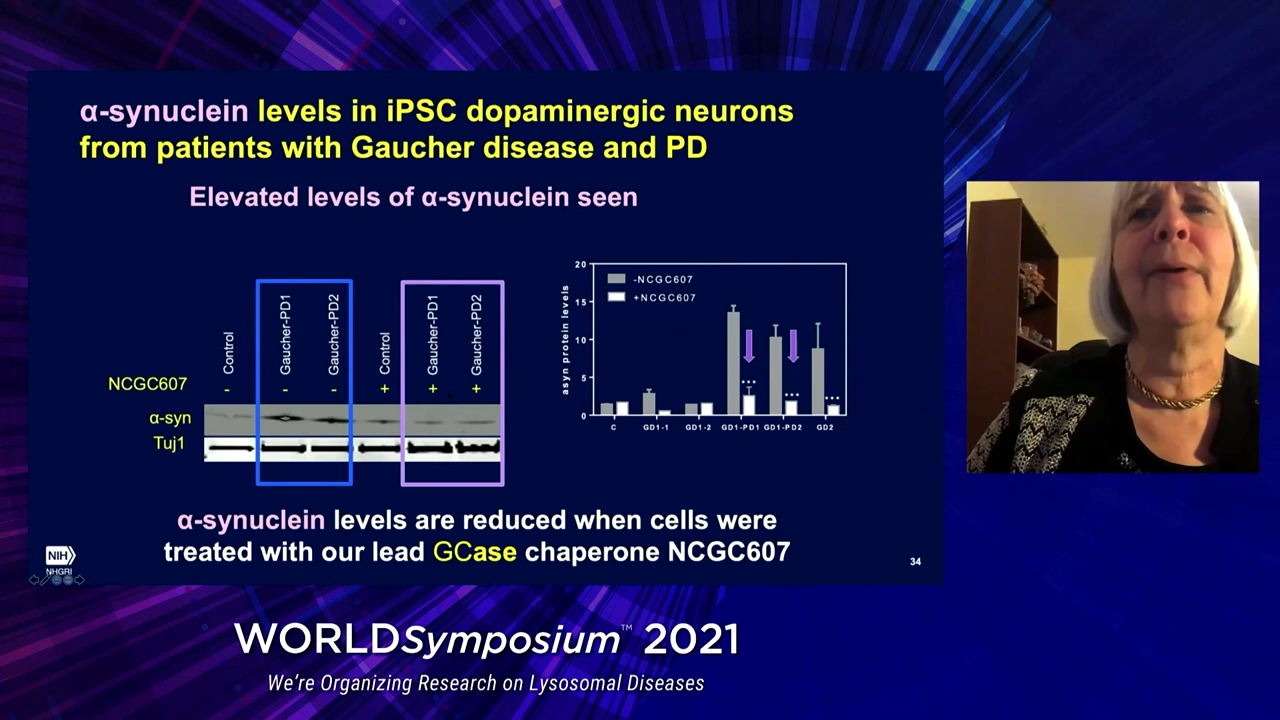 α-synuclein levels in iPSC dopaminergic neurons
from patients with Gaucher disease and PD
Elevated levels of α-synuclein seen
Control
Gaucher-PD1
Gaucher-PD2
Control
Gaucher-PD1
Gaucher-PD2
NCGC607 - - - + + +
α-syn
Tuj1
asyn protein levels
20
15
10
5
0
-NCGC607
+NCGC607
C GD1-1 GD1-2 GD1-PD1 GD1-PD2 GD2
α-synuclein levels are reduced when cells were
treated with our lead GCase chaperone NCGC607
NIH
NHGRI
34
WORLDSymposium™ 2021
We're Organizing Research on Lysosomal Diseases